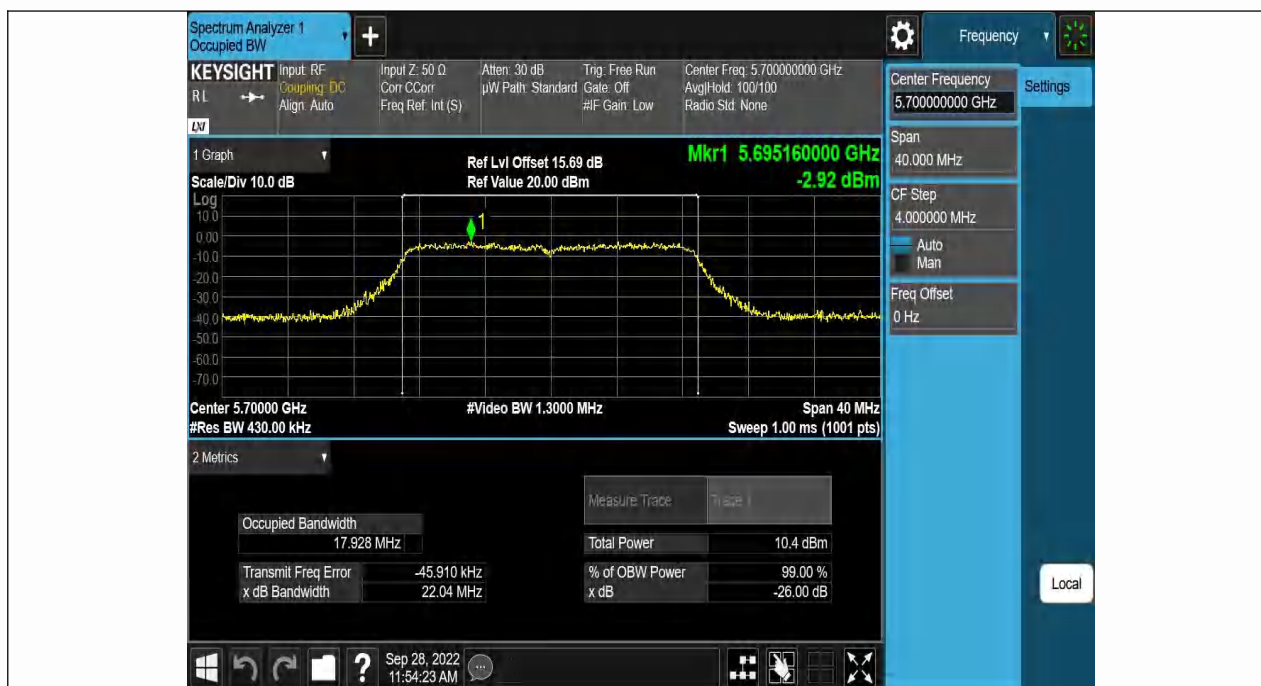 Spectrum Analyzer 1
Occupied BW
+
Frequency
KEYSIGHT
RL
LXI
Input: RF
Coupling: DC
Align: Auto
Input Z: 50 Ω
Corr CCorr
Freq Ref: Int (S)
Atten: 30 dB
µW Path: Standard
Trig: Free Run
Gate: Off
#IF Gain: Low
Center Freq: 5.700000000 GHz
Avg|Hold: 100/100
Radio Std: None
Center Frequency
5.700000000 GHz
Settings
Span
40.000 MHz
CF Step
4.000000 MHz
Auto
Man
Freq Offset
0 Hz
Local
1 Graph
Scale/Div 10.0 dB
Ref Lvl Offset 15.69 dB
Ref Value 20.00 dBm
Mkr1 5.695160000 GHz
-2.92 dBm
Log
10.0
0.00
-10.0
-20.0
-30.0
-40.0
-50.0
-60.0
-70.0
1
Center 5.70000 GHz
#Res BW 430.00 kHz
#Video BW 1.3000 MHz
Span 40 MHz
Sweep 1.00 ms (1001 pts)
2 Metrics
Measure Trace Trace 1
Occupied Bandwidth
17.928 MHz
Total Power 10.4 dBm
Transmit Freq Error -45.910 kHz
% of OBW Power 99.00 %
x dB Bandwidth 22.04 MHz
x dB -26.00 dB
?
Sep 28, 2022
11:54:23 AM